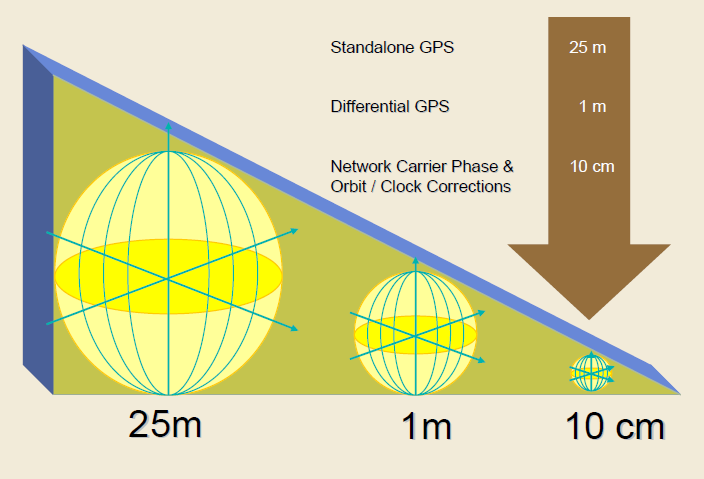 Standalone GPS 25 m
Differential GPS 1 m
Network Carrier Phase & 10 cm
Orbit / Clock Corrections
25m 1m 10 cm